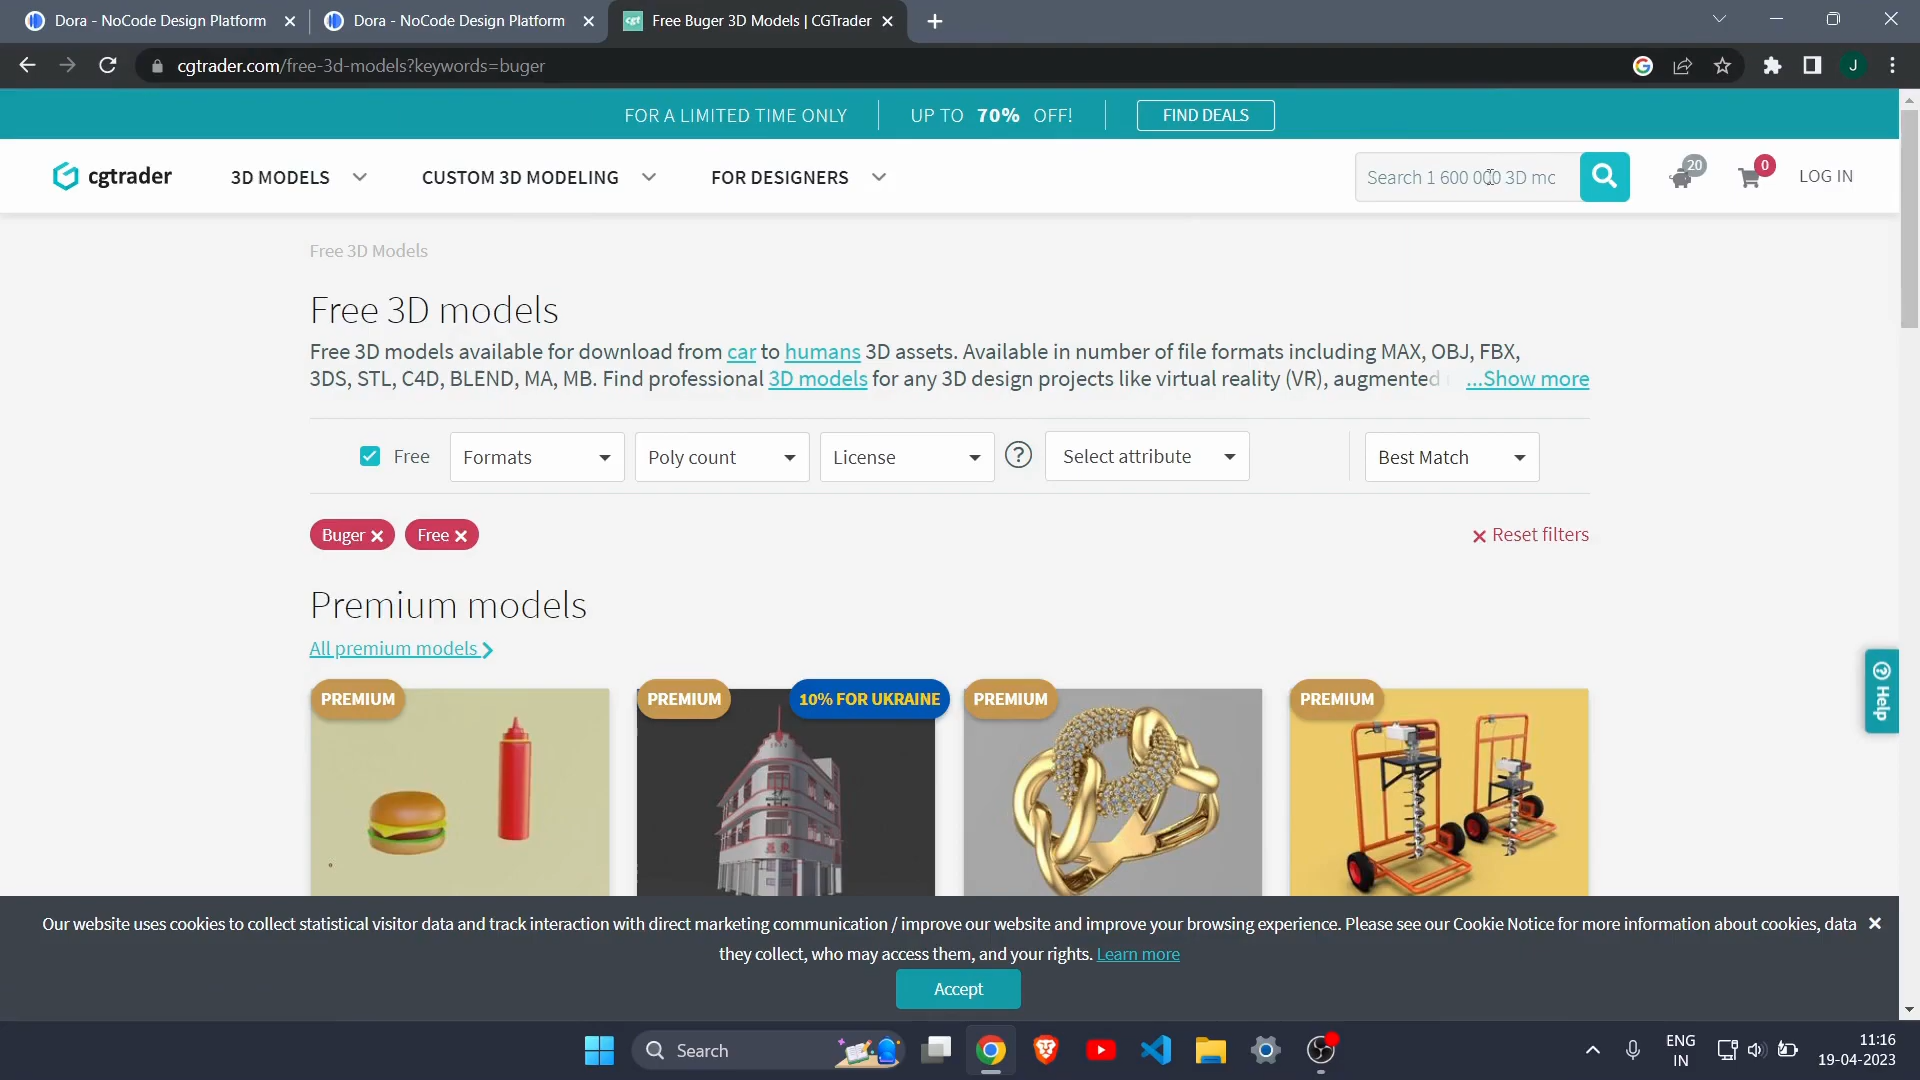 Dora - NoCode Design Platform
Dora - NoCode Design Platform
cgt Free Buger 3D Models | CGTrader
cgtrader.com/free-3d-models?keywords=buger
J
FOR A LIMITED TIME ONLY
UP TO 70% OFF!
FIND DEALS
cgtrader
3D MODELS
CUSTOM 3D MODELING
FOR DESIGNERS
Search 1 600 000 3D mo
20
0
LOG IN
Free 3D Models
Free 3D models
Free 3D models available for download from car to humans 3D assets. Available in number of file formats including MAX, OBJ, FBX,
3DS, STL, C4D, BLEND, MA, MB. Find professional 3D models for any 3D design projects like virtual reality (VR), augmented ...Show more
Free
Formats
Poly count
License
?
Select attribute
Best Match
Buger
Free
Reset filters
Premium models
All premium models
PREMIUM
PREMIUM
10% FOR UKRAINE
PREMIUM
PREMIUM
Help
Our website uses cookies to collect statistical visitor data and track interaction with direct marketing communication / improve our website and improve your browsing experience. Please see our Cookie Notice for more information about cookies, data
they collect, who may access them, and your rights. Learn more
Accept
Search
ENG
IN
11:16
19-04-2023